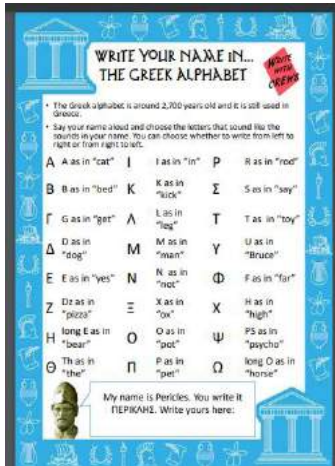 WRITE YOUR NAME IN...
THE GREEK ALPHABET
WRITE
WITH
CREWS
• The Greek alphabet is around 2,700 years old and it is still used in
Greece.
• Say your name aloud and choose the letters that sound like the
sounds in your name. You can choose whether to write from left to
right or from right to left.
Α A as in "cat" Ι I as in "in" Ρ R as in "rod"
Β B as in "bed" Κ K as in
"kick" Σ S as in "say"
Γ G as in "get" Λ L as in
"leg" Τ T as in "toy"
Δ D as in
"dog" Μ M as in
"man" Υ U as in
"Bruce"
Ε E as in "yes" Ν N as in
"not" Φ F as in "far"
Ζ Dz as in
"pizza" Ξ X as in
"ox" Χ H as in
"high"
Η long E as in
"bear" Ο O as in
"pot" Ψ PS as in
"psycho"
Θ Th as in
"the" Π P as in
"pet" Ω long O as in
"horse"
My name is Pericles. You write it
ΠΕΡΙΚΛΗΣ. Write yours here: